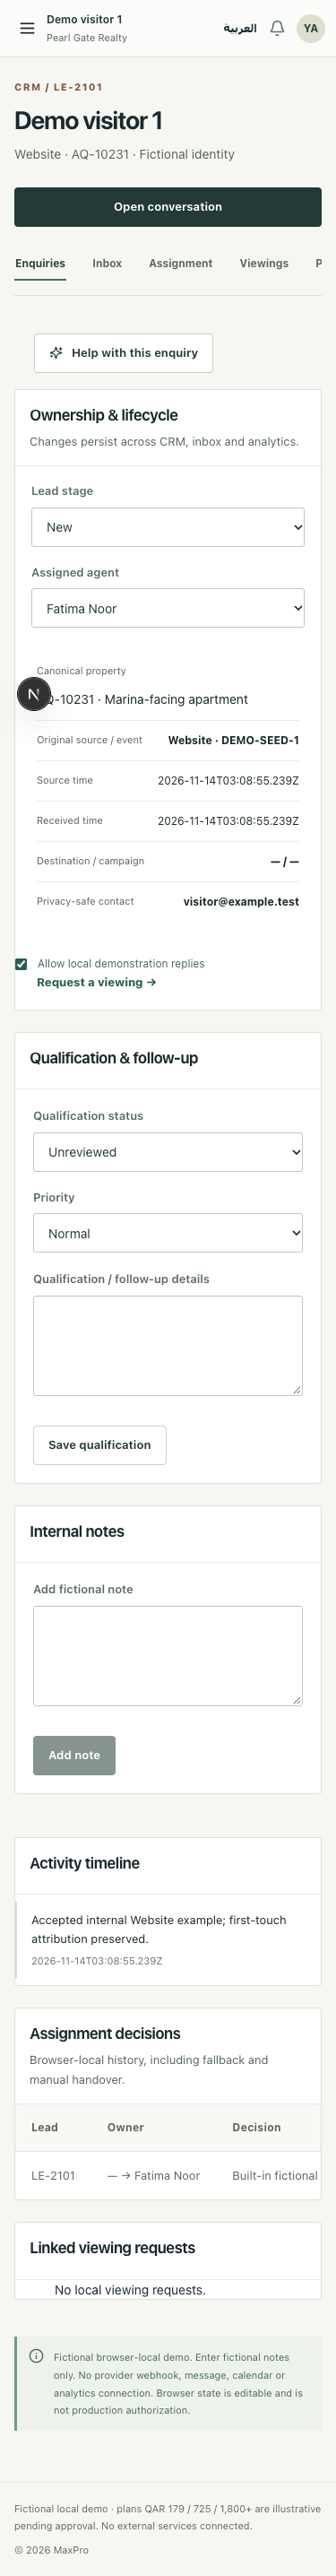 Demo visitor 1
Pearl Gate Realty
العربية
YA
CRM / LE-2101
Demo visitor 1
Website · AQ-10231 · Fictional identity
Open conversation
Enquiries Inbox Assignment Viewings P
Help with this enquiry
Ownership & lifecycle
Changes persist across CRM, inbox and analytics.
Lead stage
New
Assigned agent
Fatima Noor
Canonical property
N
Q-10231 · Marina-facing apartment
Original source / event Website · DEMO-SEED-1
Source time 2026-11-14T03:08:55.239Z
Received time 2026-11-14T03:08:55.239Z
Destination / campaign — / —
Privacy-safe contact visitor@example.test
Allow local demonstration replies
Request a viewing →
Qualification & follow-up
Qualification status
Unreviewed
Priority
Normal
Qualification / follow-up details
Save qualification
Internal notes
Add fictional note
Add note
Activity timeline
Accepted internal Website example; first-touch
attribution preserved.
2026-11-14T03:08:55.239Z
Assignment decisions
Browser-local history, including fallback and
manual handover.
Lead Owner Decision
LE-2101 — → Fatima Noor Built-in fictional
Linked viewing requests
No local viewing requests.
Fictional browser-local demo. Enter fictional notes
only. No provider webhook, message, calendar or
analytics connection. Browser state is editable and is
not production authorization.
Fictional local demo · plans QAR 179 / 725 / 1,800+ are illustrative
pending approval. No external services connected.
© 2026 MaxPro